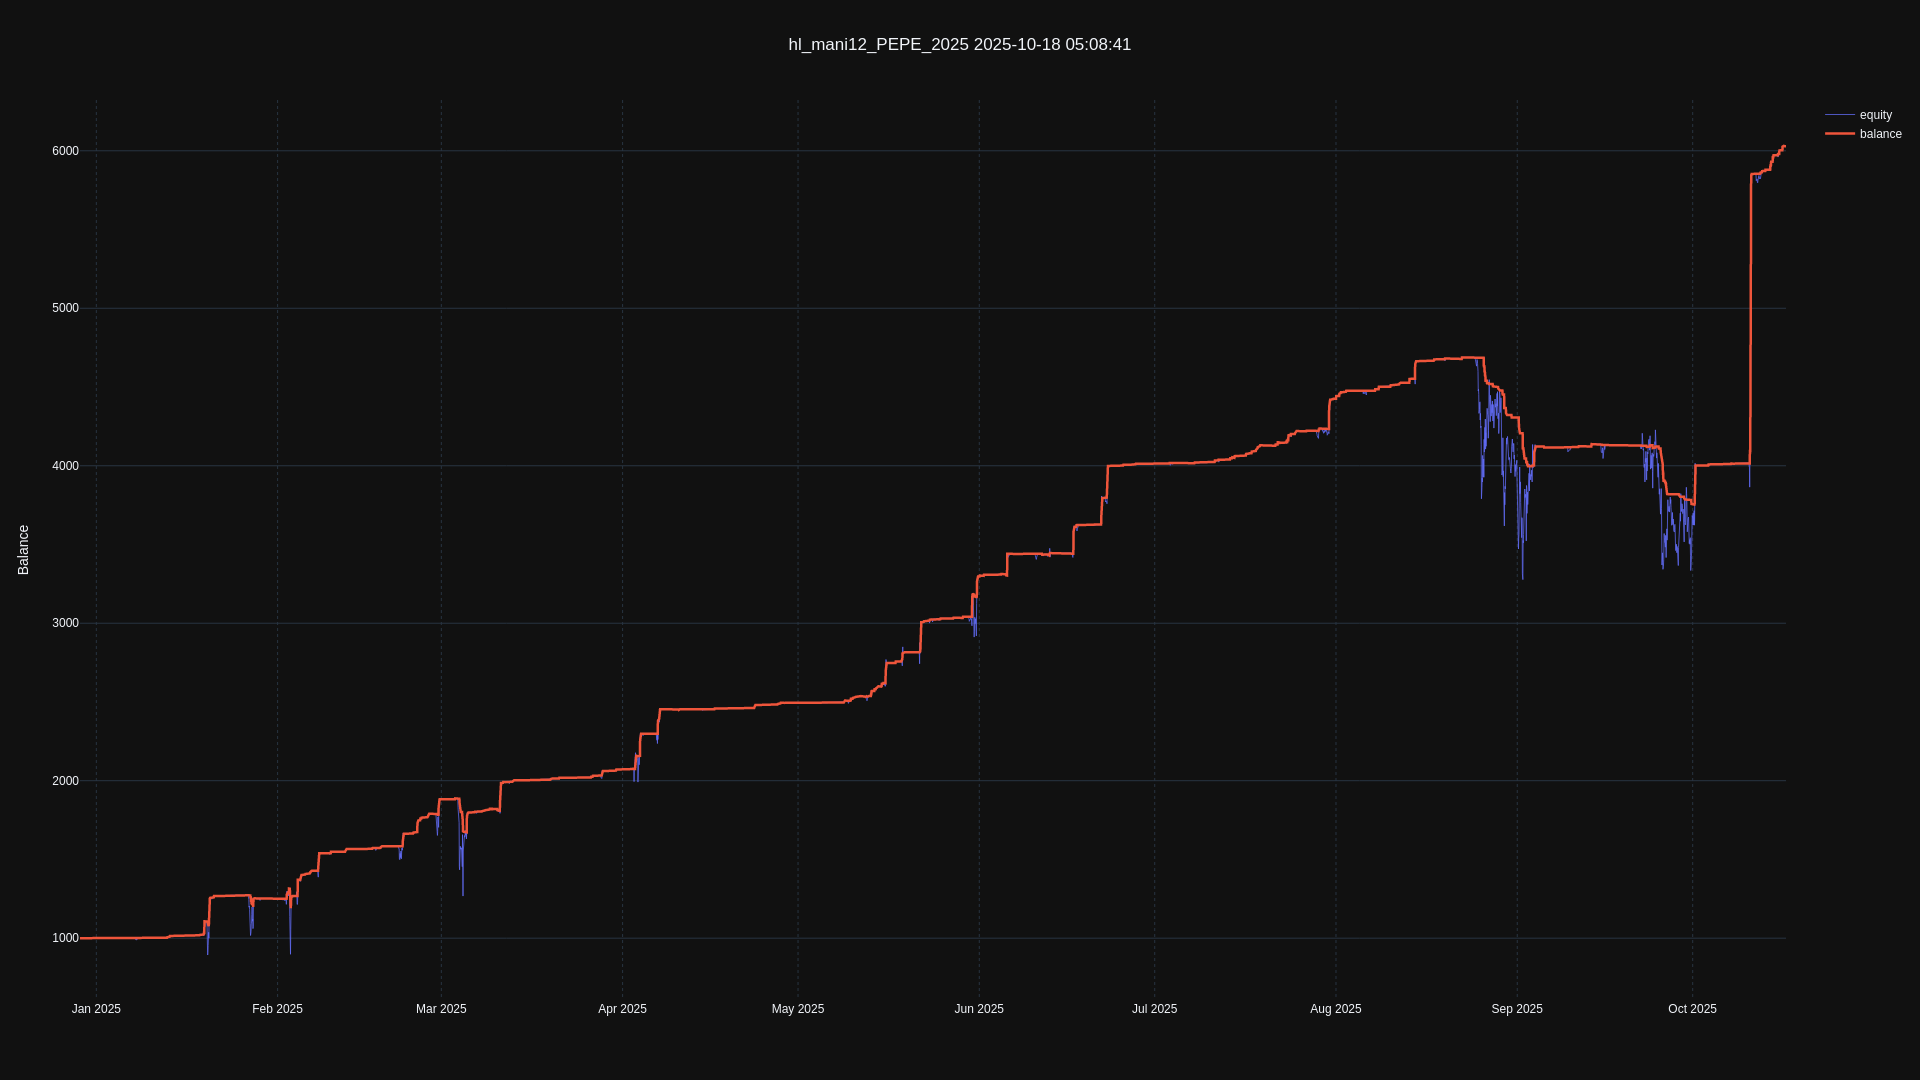 hl_mani12_PEPE_2025 2025-10-18 05:08:41
equity
balance
6000
5000
4000
3000
2000
1000
Balance
Jan 2025
Feb 2025
Mar 2025
Apr 2025
May 2025
Jun 2025
Jul 2025
Aug 2025
Sep 2025
Oct 2025